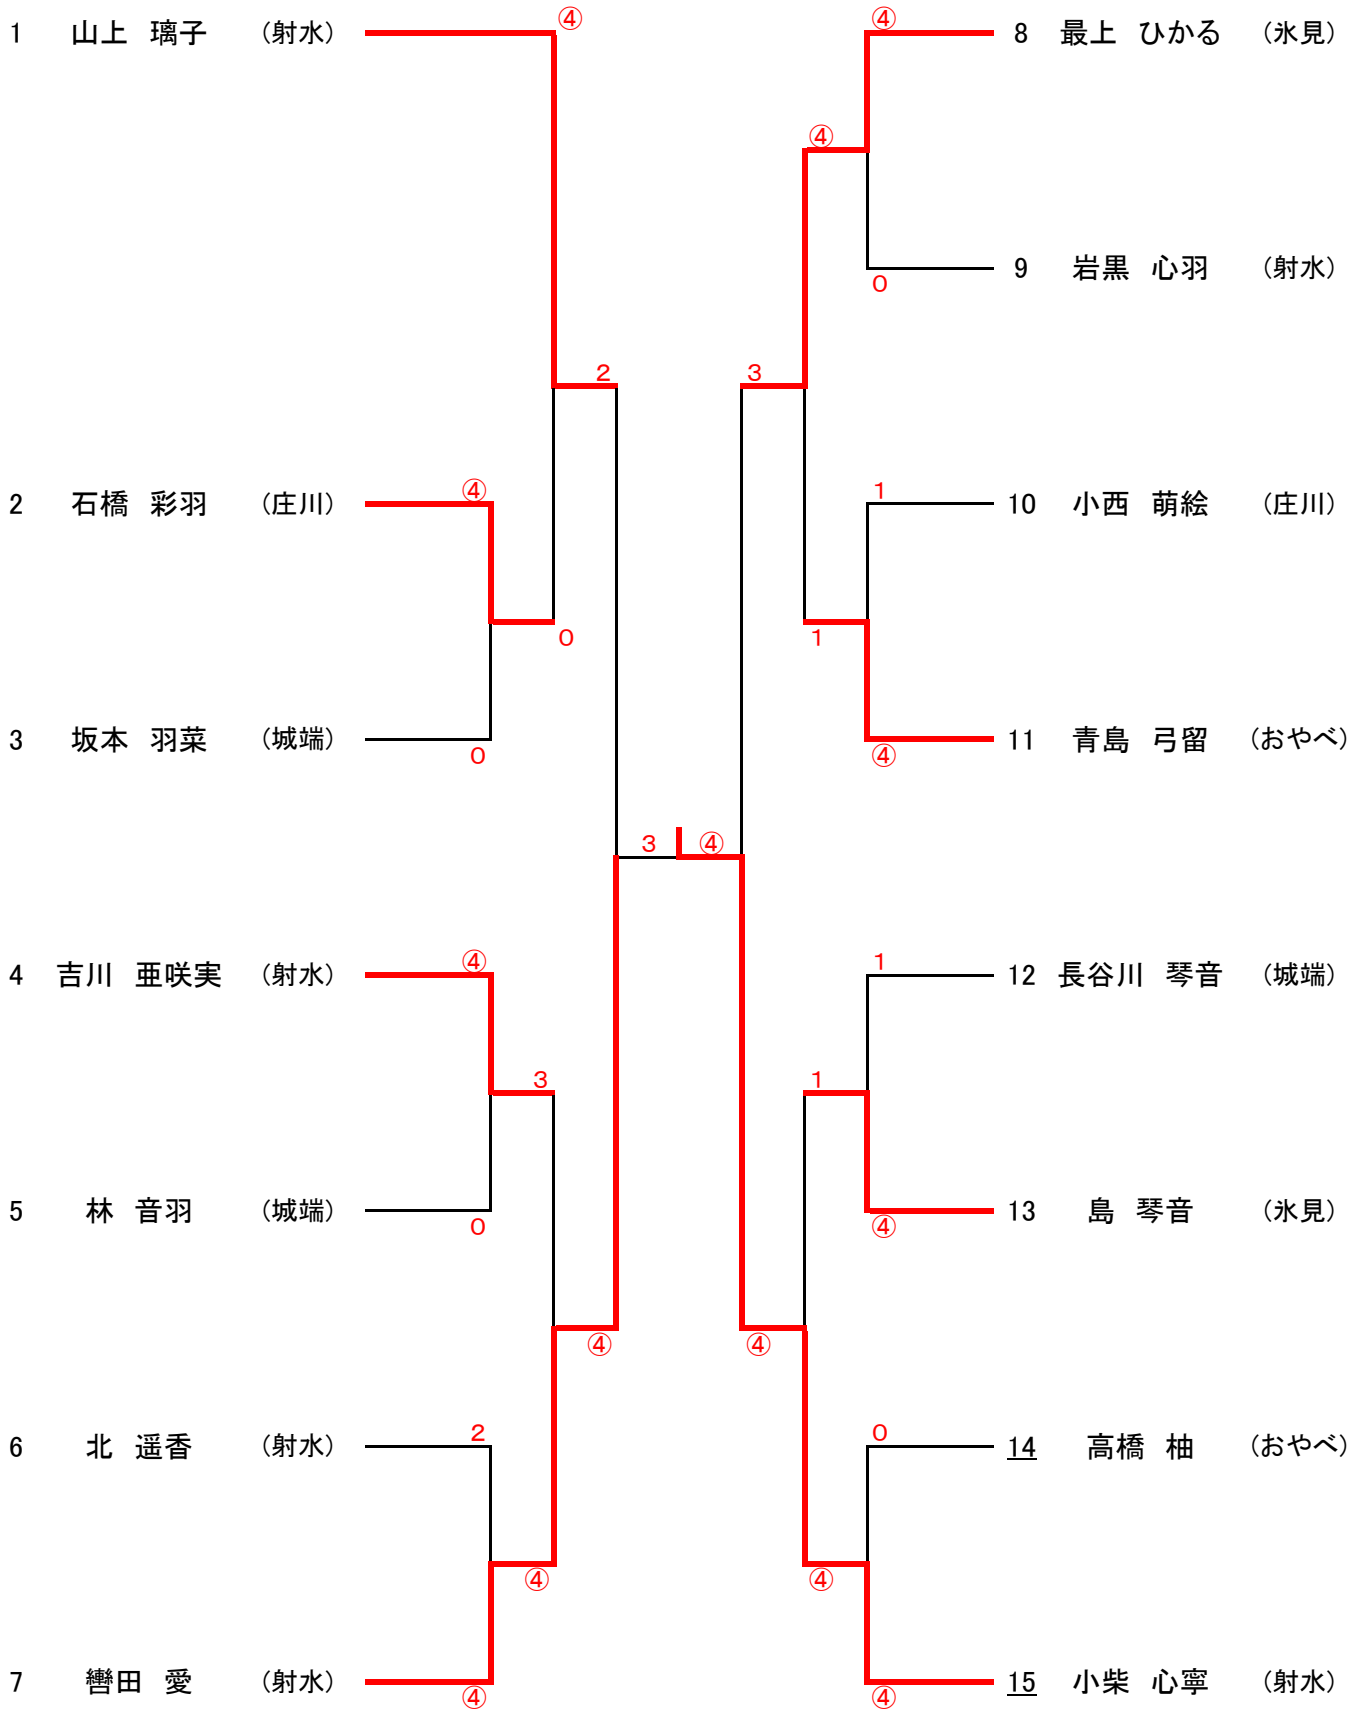 1 山上 璃子 (射水) ④
④ 8 最上 ひかる (氷見)
④
9 岩黒 心羽 (射水)
0
2
3
2 石橋 彩羽 (庄川) ④
1 10 小西 萌絵 (庄川)
0
1
3 坂本 羽菜 (城端) 0
11 青島 弓留 (おやべ) ④
3 ④
4 吉川 亜咲実 (射水) ④
1 12 長谷川 琴音 (城端)
3
1
5 林 音羽 (城端) 0
13 島 琴音 (氷見) ④
④
④
6 北 遥香 (射水) 2
0 14 高橋 柚 (おやべ)
④
④
7 轡田 愛 (射水) ④
④ 15 小柴 心寧 (射水)